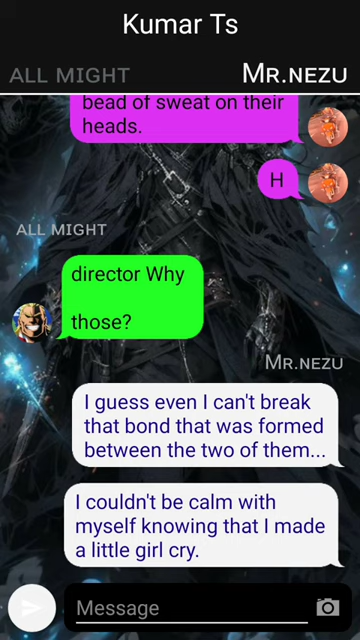 Kumar Ts
ALL MIGHT
MR.NEZU
bead of sweat on their
heads.
H
ALL MIGHT
director Why
those?
MR.NEZU
I guess even I can't break
that bond that was formed
between the two of them...
I couldn't be calm with
myself knowing that I made
a little girl cry.
Message